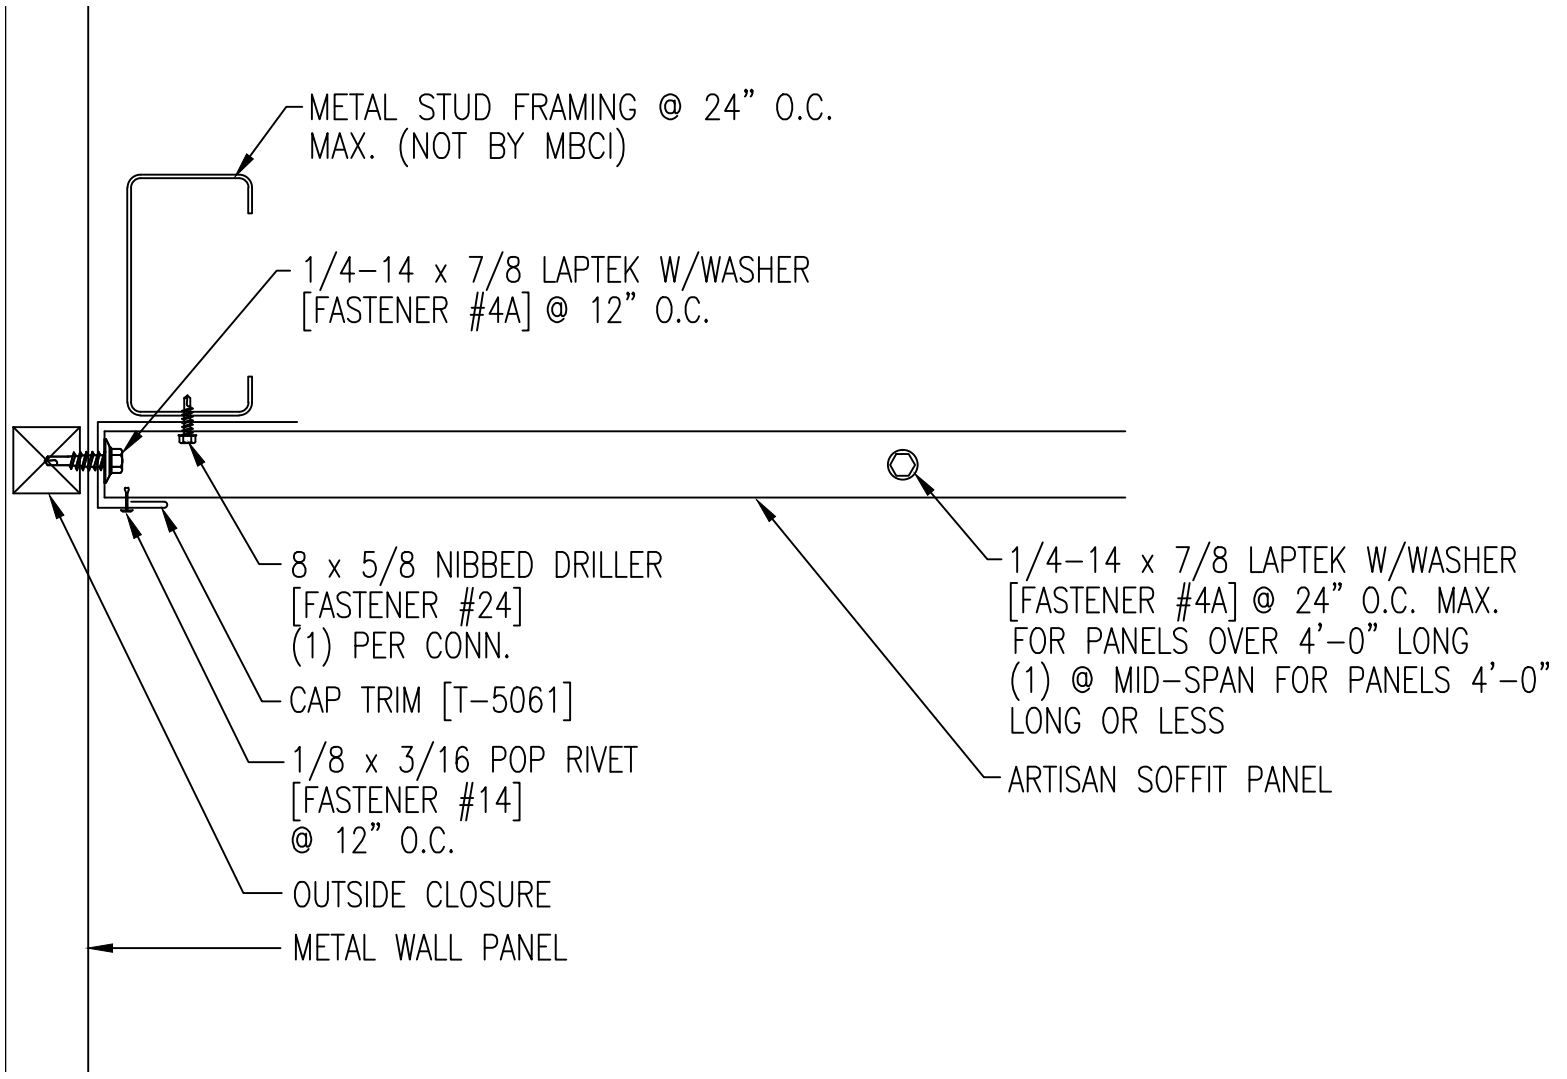 METAL STUD FRAMING @ 24" O.C.
MAX. (NOT BY MBCI)
1/4-14 x 7/8 LAPTEK W/WASHER
[FASTENER #4A] @ 12" O.C.
8 x 5/8 NIBBED DRILLER
[FASTENER #24]
(1) PER CONN.
CAP TRIM [T-5061]
1/8 x 3/16 POP RIVET
[FASTENER #14]
@ 12" O.C.
OUTSIDE CLOSURE
METAL WALL PANEL
1/4-14 x 7/8 LAPTEK W/WASHER
[FASTENER #4A] @ 24" O.C. MAX.
FOR PANELS OVER 4'-0" LONG
(1) @ MID-SPAN FOR PANELS 4'-0"
LONG OR LESS
ARTISAN SOFFIT PANEL